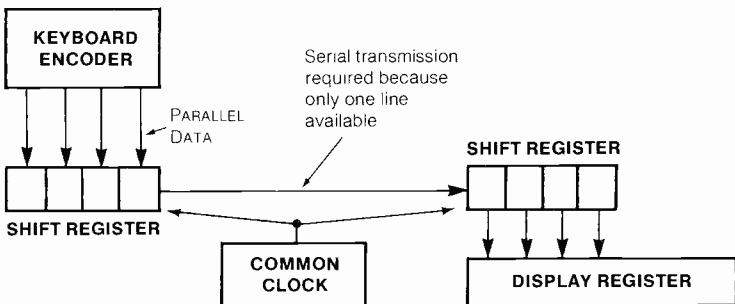 KEYBOARD
ENCODER
Serial transmission
required because
only one line
available
PARALLEL
DATA
SHIFT REGISTER
SHIFT REGISTER
COMMON
CLOCK
DISPLAY REGISTER